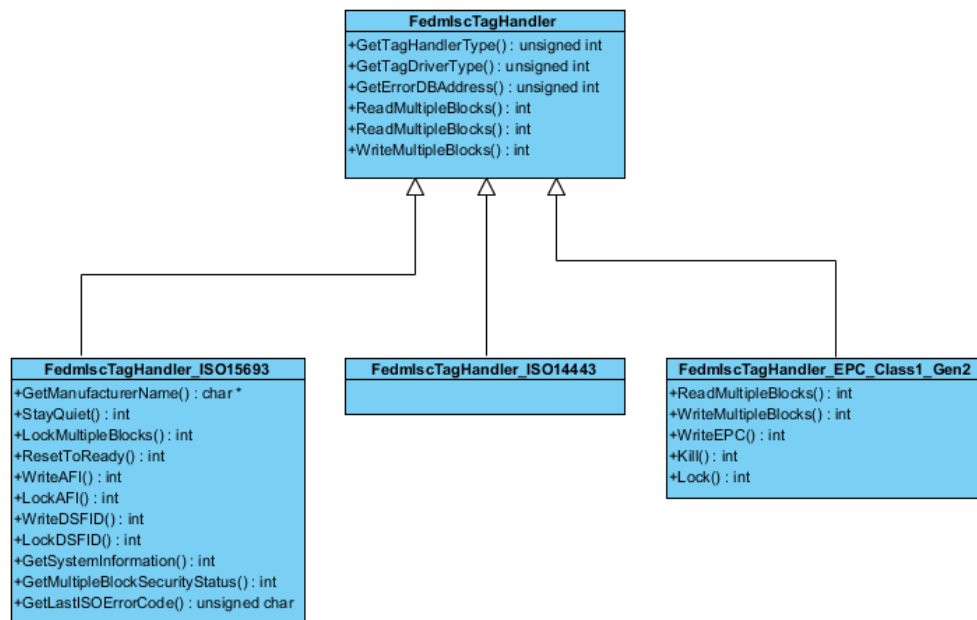 FedmIscTagHandler
+GetTagHandlerType() : unsigned int
+GetTagDriverType() : unsigned int
+GetErrorDBAddress() : unsigned int
+ReadMultipleBlocks() : int
+ReadMultipleBlocks() : int
+WriteMultipleBlocks() : int
FedmIscTagHandler_ISO15693
+GetManufacturerName() : char *
+StayQuiet() : int
+LockMultipleBlocks() : int
+ResetToReady() : int
+WriteAFI() : int
+LockAFI() : int
+WriteDSFID() : int
+LockDSFID() : int
+GetSystemInformation() : int
+GetMultipleBlockSecurityStatus() : int
+GetLastISOErrorCode() : unsigned char
FedmIscTagHandler_ISO14443
FedmIscTagHandler_EPC_Class1_Gen2
+ReadMultipleBlocks() : int
+WriteMultipleBlocks() : int
+WriteEPC() : int
+Kill() : int
+Lock() : int